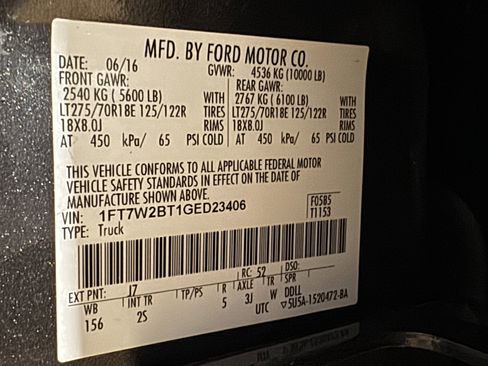 MFD. BY FORD MOTOR CO.
DATE: 06/16 GVWR: 4536 KG (10000 LB)
FRONT GAWR: REAR GAWR:
2540 KG ( 5600 LB) WITH 2767 KG ( 6100 LB) WITH
LT275/70R18E 125/122R TIRES LT275/70R18E 125/122R TIRES
18X8.0J RIMS 18X8.0J RIMS
AT 450 kPa/ 65 PSI COLD AT 450 kPa/ 65 PSI COLD
THIS VEHICLE CONFORMS TO ALL APPLICABLE FEDERAL MOTOR
VEHICLE SAFETY STANDARDS IN EFFECT ON THE DATE OF
MANUFACTURE SHOWN ABOVE.
VIN: 1FT7W2BT1GED23406 F0585
TYPE: Truck T1153
EXT PNT: J7 RC: 52 DSO:
WB INT TR TP/PS R AXLE TR SPR
156 2S 5 3J W DDLL
UTC ▽5U5A-1520472-BA